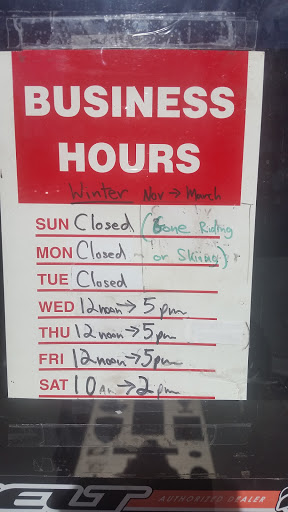 BUSINESS
HOURS
Winter Nov → March
SUN Closed (Gone Riding
MON Closed or Skiing)
TUE Closed
WED 12 noon → 5 pm
THU 12 noon → 5 pm
FRI 12 noon → 5 pm
SAT 10 AM → 2 pm
ELT AUTHORIZED DEALER